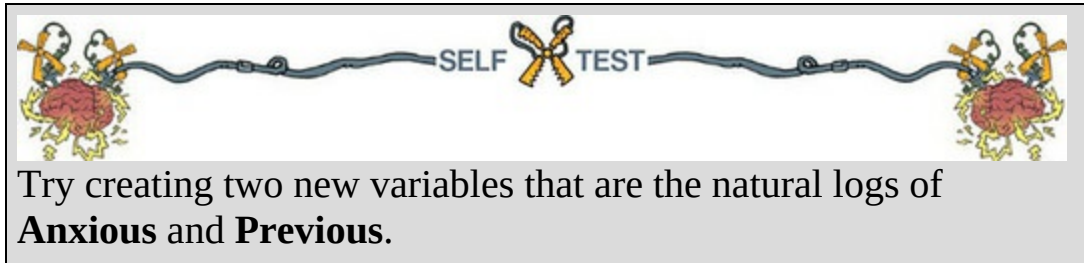 SELF TEST
Try creating two new variables that are the natural logs of
Anxious and Previous.